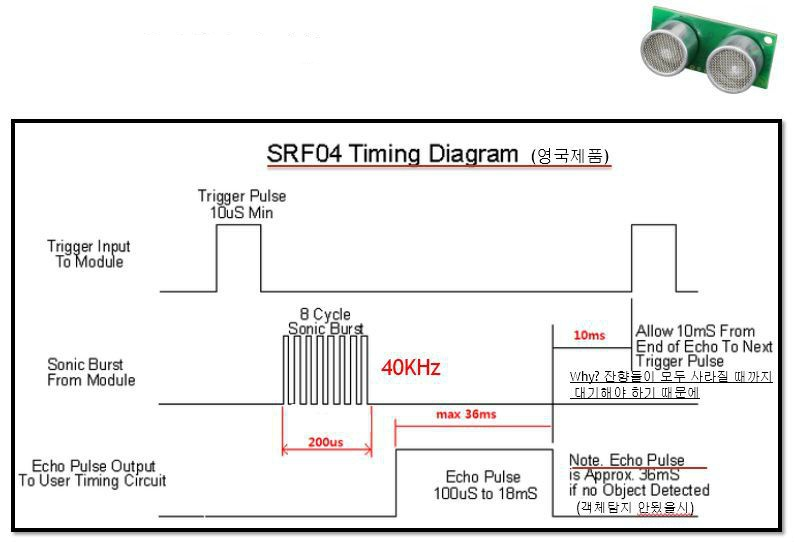 SRF04 Timing Diagram (영국제품)
Trigger Pulse
10uS Min
Trigger Input
To Module
8 Cycle
Sonic Burst
Sonic Burst
From Module
40KHz
10ms
Allow 10mS From
End of Echo To Next
Trigger Pulse
Why? 잔향들이 모두 사라질 때까지
대기해야 하기 때문에
200us
max 36ms
Echo Pulse Output
To User Timing Circuit
Echo Pulse
100uS to 18mS
Note. Echo Pulse
is Approx. 36mS
if no Object Detected
(객체탐지 안됬을시)